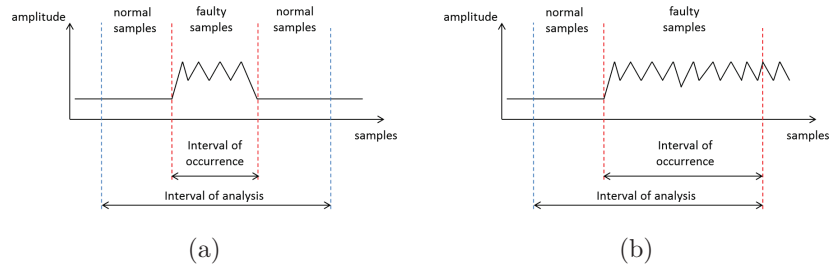 amplitude
normal
samples
faulty
samples
normal
samples
samples
Interval of
occurrence
Interval of analysis
(a)
amplitude
normal
samples
faulty
samples
samples
Interval of
occurrence
Interval of analysis
(b)